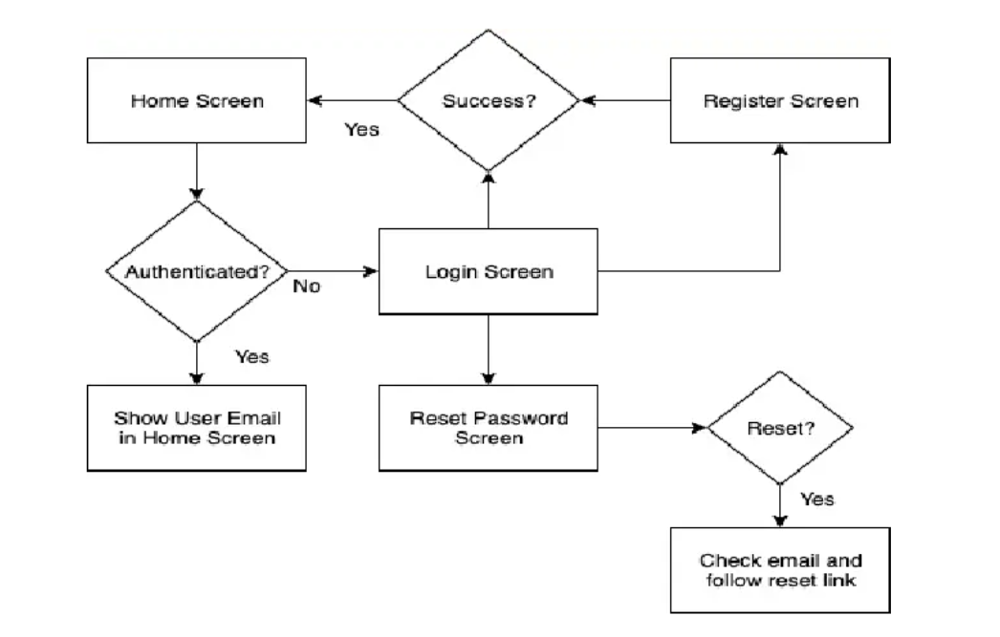 Home Screen
Success?
Register Screen
Yes
Authenticated?
No
Login Screen
Yes
Show User Email
in Home Screen
Reset Password
Screen
Reset?
Yes
Check email and
follow reset link